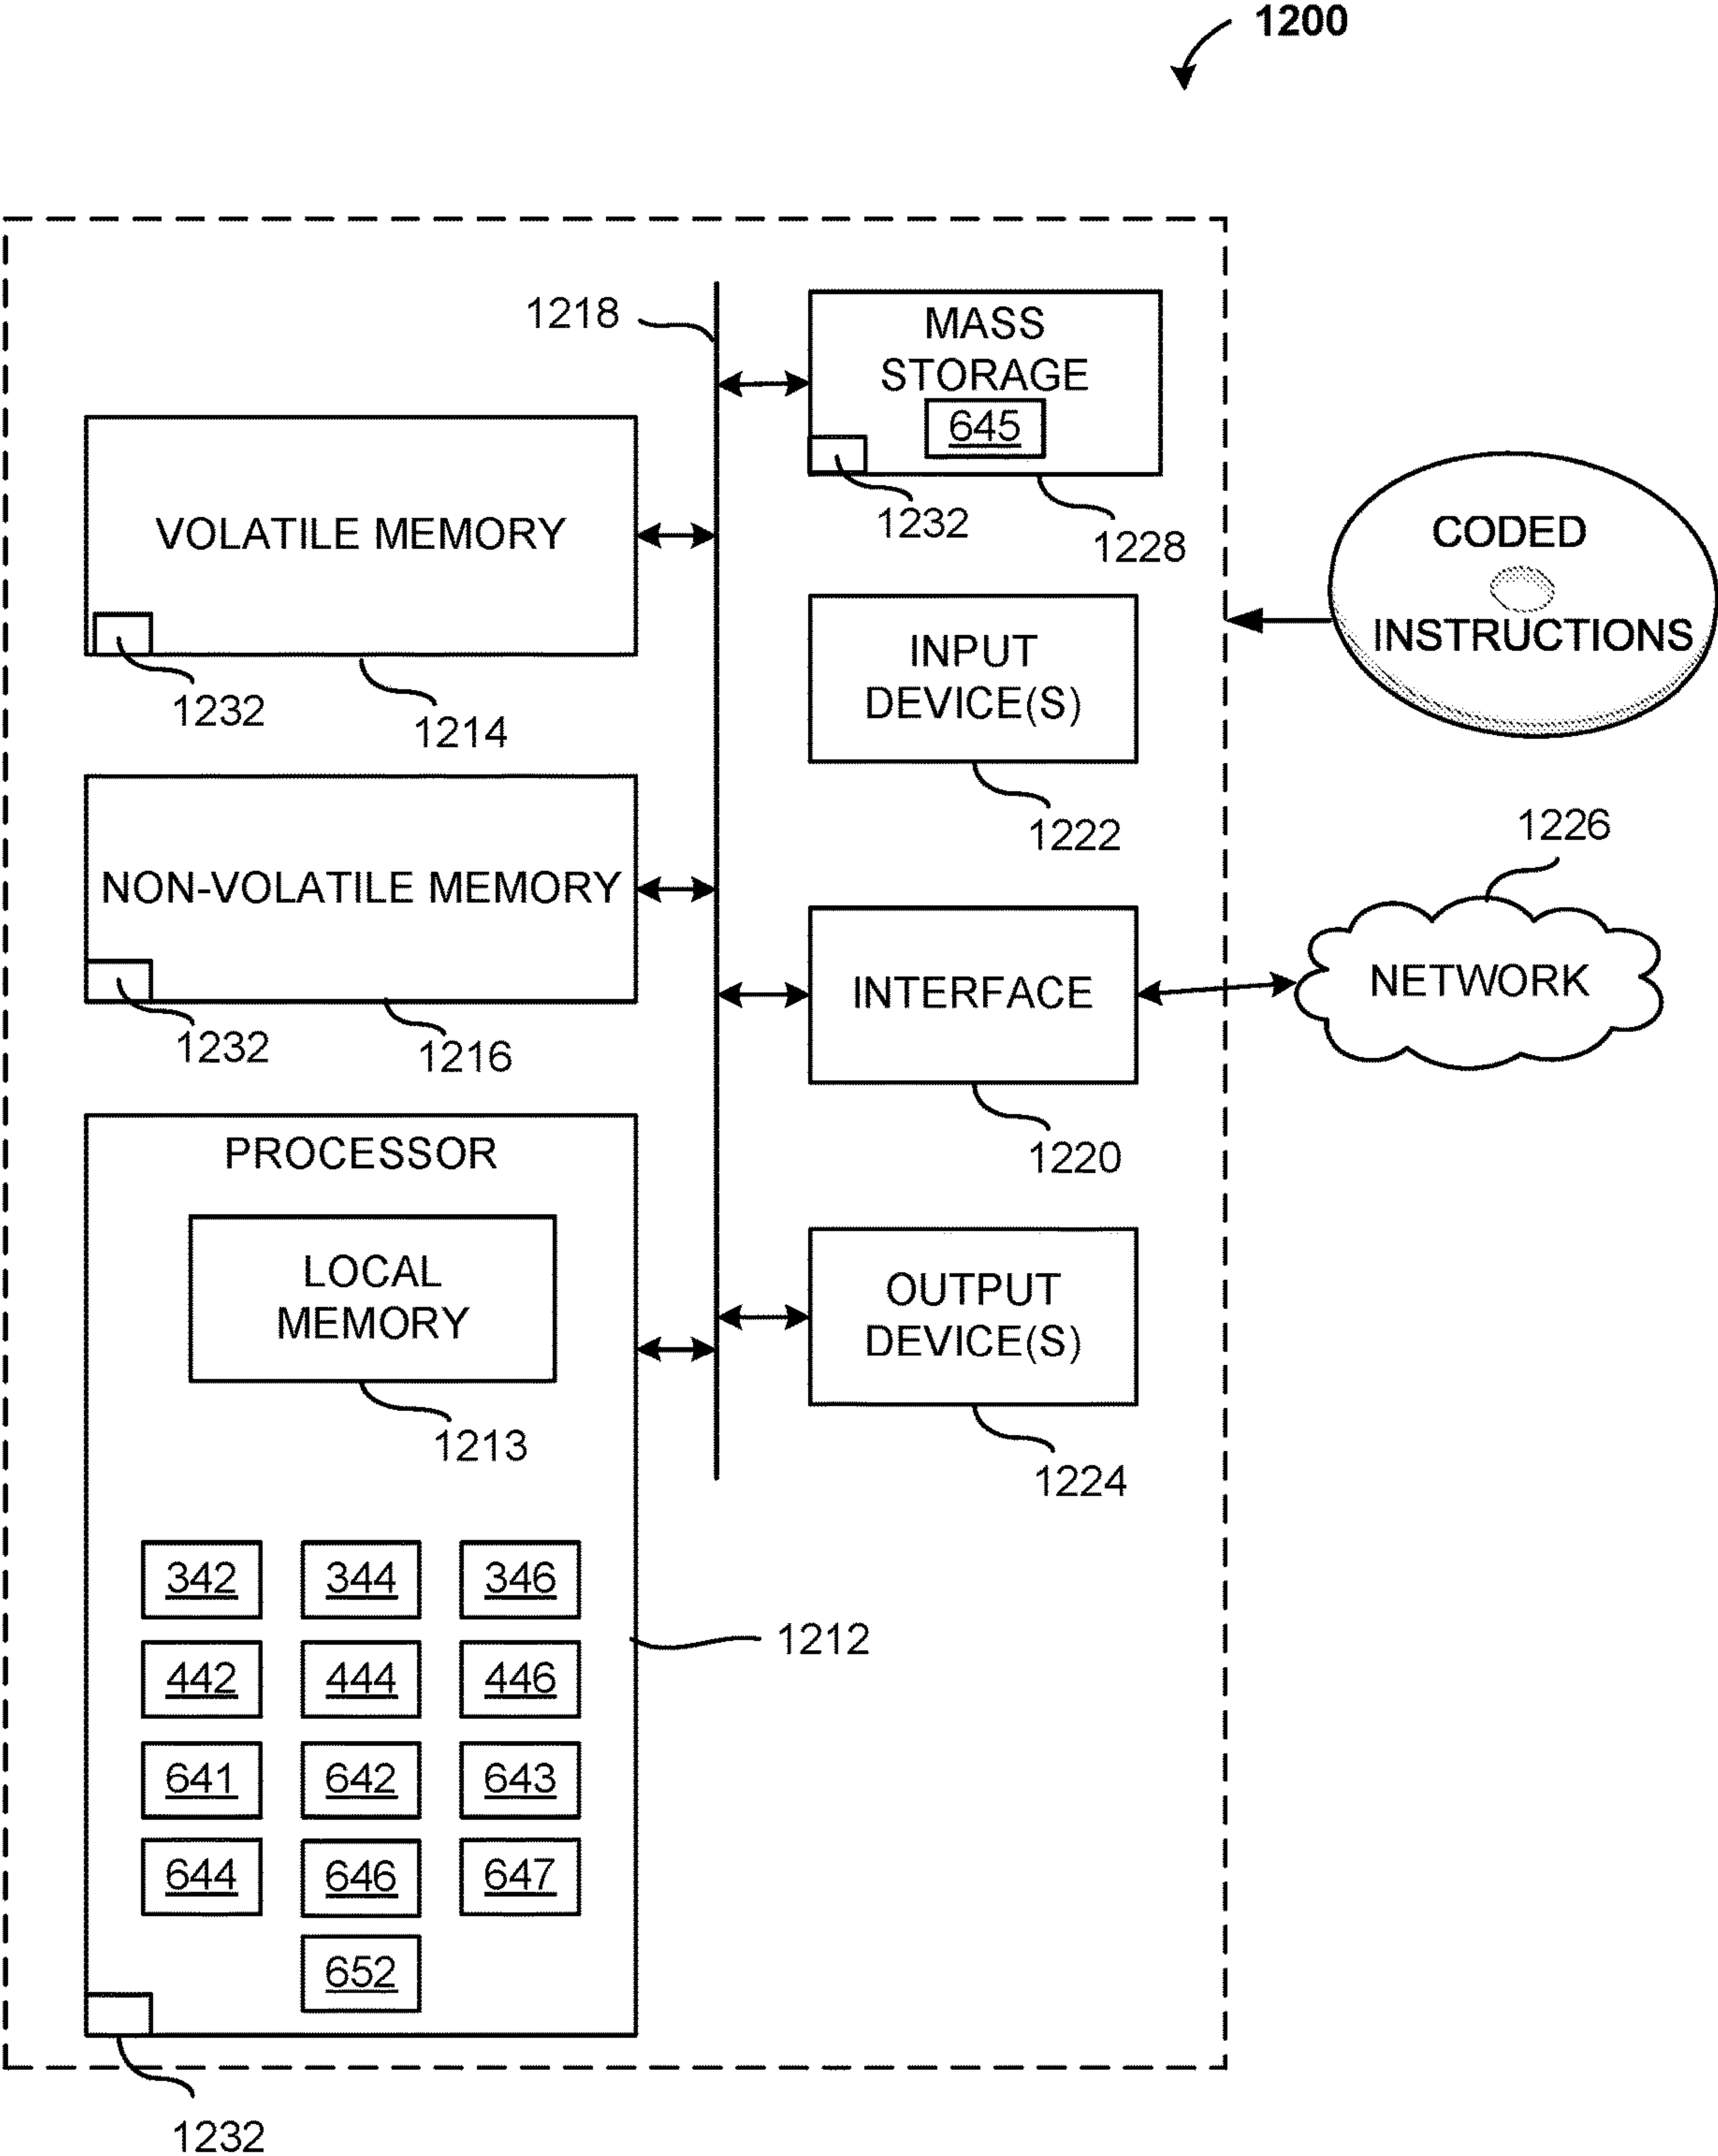 1200
1218
MASS
STORAGE
645
1232
1228
VOLATILE MEMORY
1232
1214
INPUT
DEVICE(S)
1222
CODED
INSTRUCTIONS
1226
NETWORK
NON-VOLATILE MEMORY
1232
1216
INTERFACE
1220
PROCESSOR
LOCAL
MEMORY
1213
OUTPUT
DEVICE(S)
1224
342 344 346
442 444 446
641 642 643
644 646 647
652
1212
1232